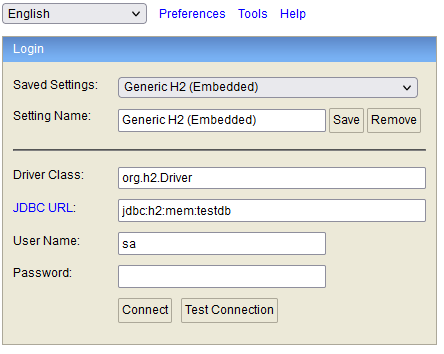 English Preferences Tools Help
Login
Saved Settings: Generic H2 (Embedded)
Setting Name: Generic H2 (Embedded) Save Remove
Driver Class: org.h2.Driver
JDBC URL: jdbc:h2:mem:testdb
User Name: sa
Password:
Connect Test Connection